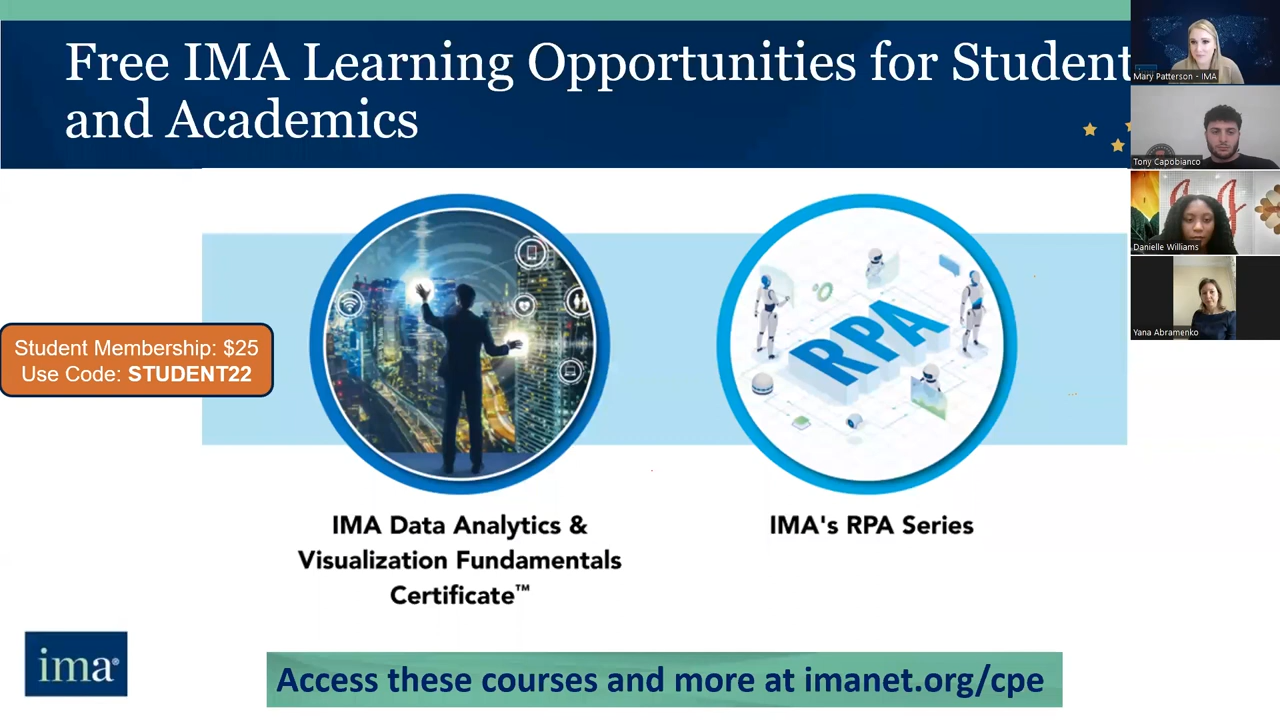 Free IMA Learning Opportunities for Student
and Academics
Mary Patterson - IMA
Tony Capobianco
Danielle Williams
Yana Abramenko
Student Membership: $25
Use Code: STUDENT22
RPA
IMA Data Analytics &
Visualization Fundamentals
Certificate™
IMA's RPA Series
ima®
Access these courses and more at imanet.org/cpe